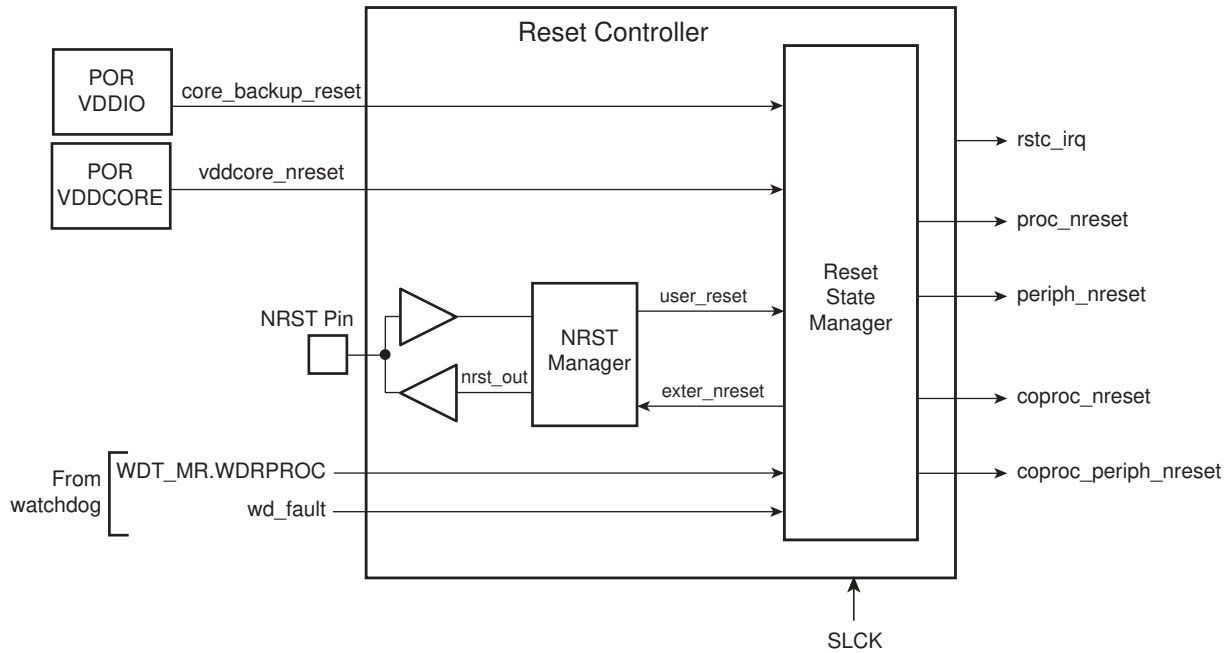 Reset Controller
POR
VDDIO
core_backup_reset
rstc_irq
POR
VDDCORE
vddcore_nreset
proc_nreset
Reset
State
Manager
user_reset
periph_nreset
NRST Pin
NRST
Manager
nrst_out
exter_nreset
coproc_nreset
From
watchdog
WDT_MR.WDRPROC
coproc_periph_nreset
wd_fault
SLCK